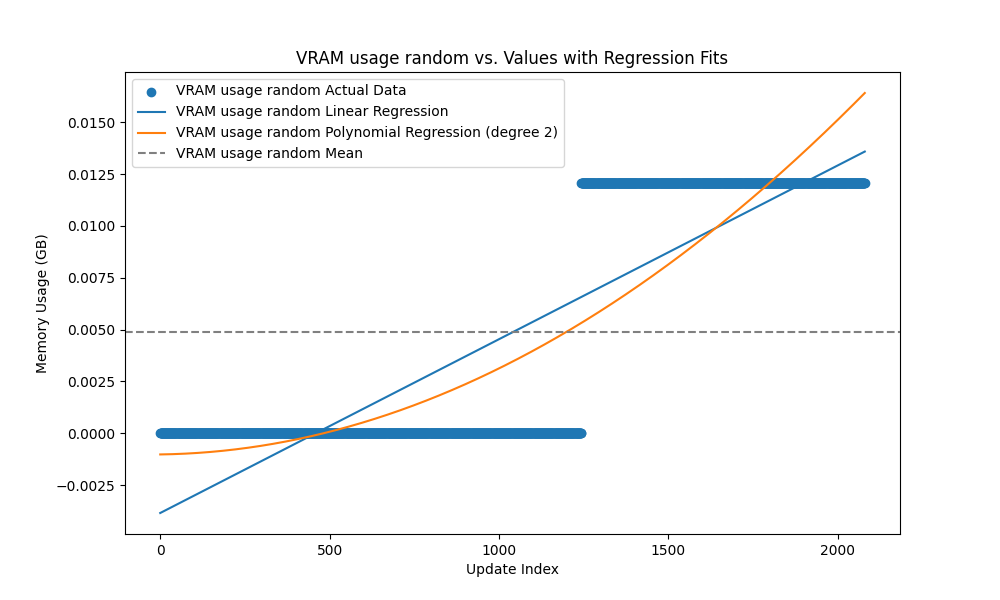 VRAM usage random vs. Values with Regression Fits
VRAM usage random Actual Data
VRAM usage random Linear Regression
VRAM usage random Polynomial Regression (degree 2)
VRAM usage random Mean
Memory Usage (GB)
0.0150
0.0125
0.0100
0.0075
0.0050
0.0025
0.0000
−0.0025
0 500 1000 1500 2000
Update Index